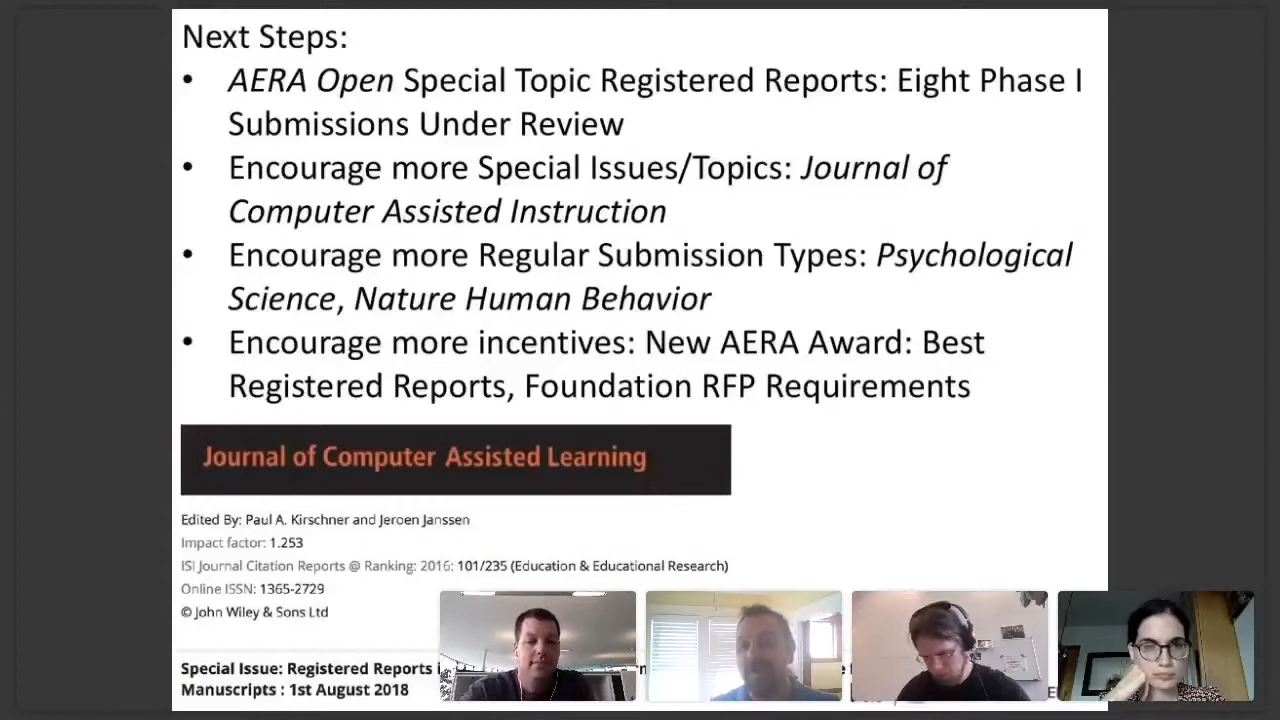 Next Steps:
• AERA Open Special Topic Registered Reports: Eight Phase I
Submissions Under Review
• Encourage more Special Issues/Topics: Journal of
Computer Assisted Instruction
• Encourage more Regular Submission Types: Psychological
Science, Nature Human Behavior
• Encourage more incentives: New AERA Award: Best
Registered Reports, Foundation RFP Requirements
Journal of Computer Assisted Learning
Edited By: Paul A. Kirschner and Jeroen Janssen
Impact factor: 1.253
ISI Journal Citation Reports @ Ranking: 2016: 101/235 (Education & Educational Research)
Online ISSN: 1365-2729
© John Wiley & Sons Ltd
Special Issue: Registered Reports
Manuscripts : 1st August 2018